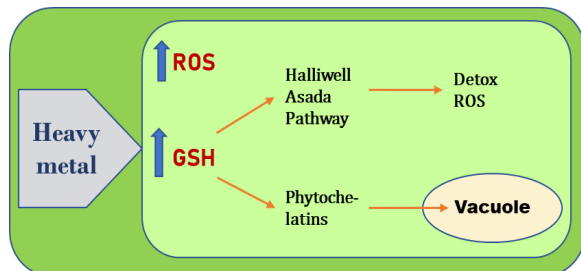 Heavy
metal
ROS
GSH
Halliwell
Asada
Pathway
Detox
ROS
Phytoche-
latins
Vacuole